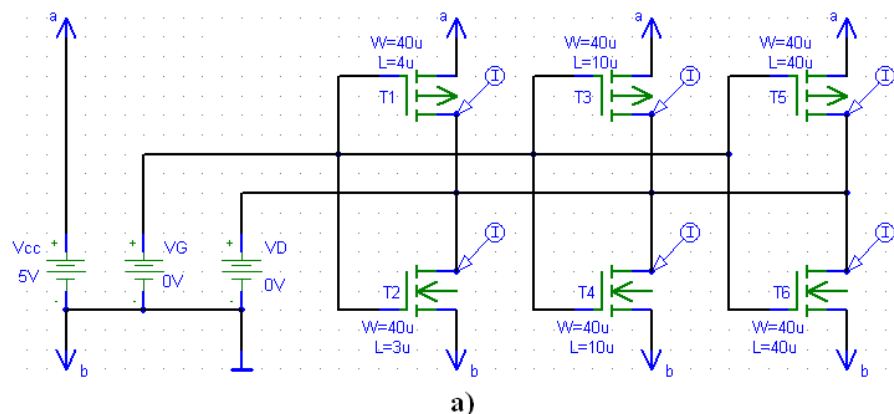 a
a
a
W=40u
L=4u
W=40u
L=10u
W=40u
L=40u
I
I
I
T1
T3
T5
Vcc
+
5V
-
VG
+
0V
-
VD
+
0V
-
I
I
I
T2
T4
T6
W=40u
L=3u
W=40u
L=10u
W=40u
L=40u
b
b
b
b
a)